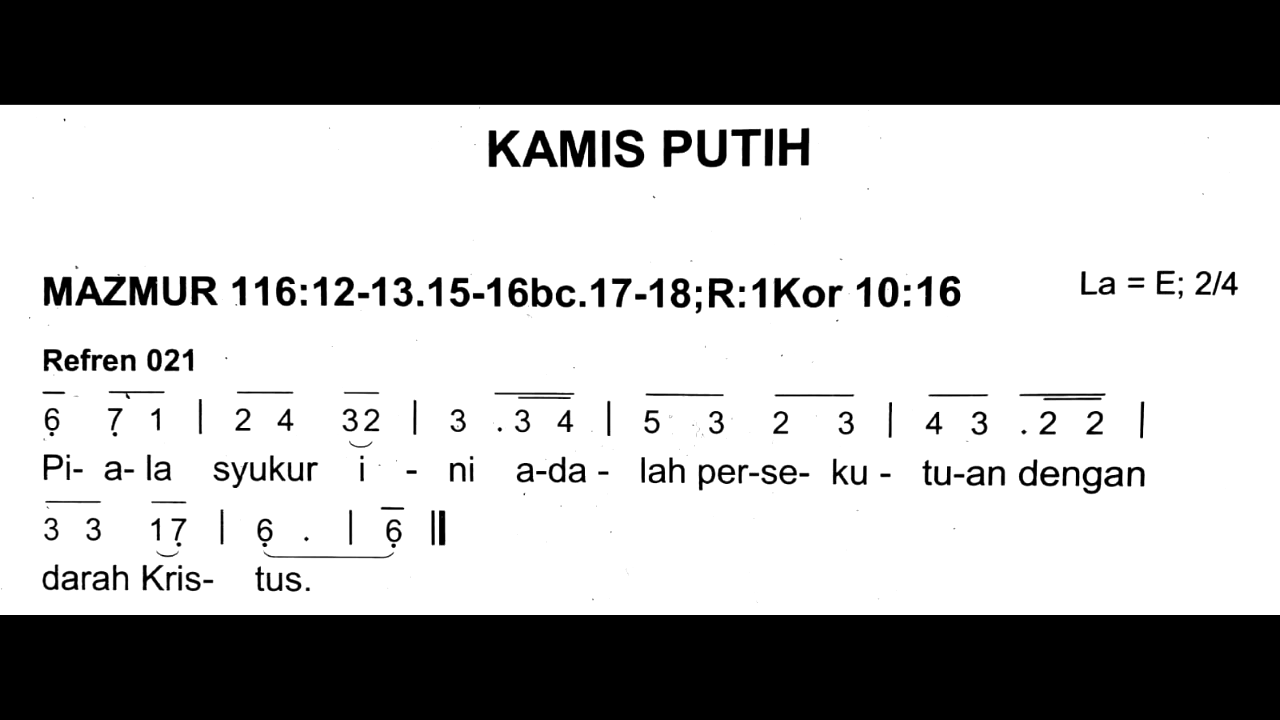 KAMIS PUTIH
MAZMUR 116:12-13.15-16bc.17-18;R:1Kor 10:16 La = E; 2/4
Refren 021
6̣ 7̣ 1 | 2 4 32 | 3 .3 4 | 5 3 2 3 | 4 3 .2 2 |
Pi- a- la syukur i - ni a-da - lah per-se- ku - tu-an dengan
3 3 17̣ | 6̣ . | 6̣ ||
darah Kris- tus.